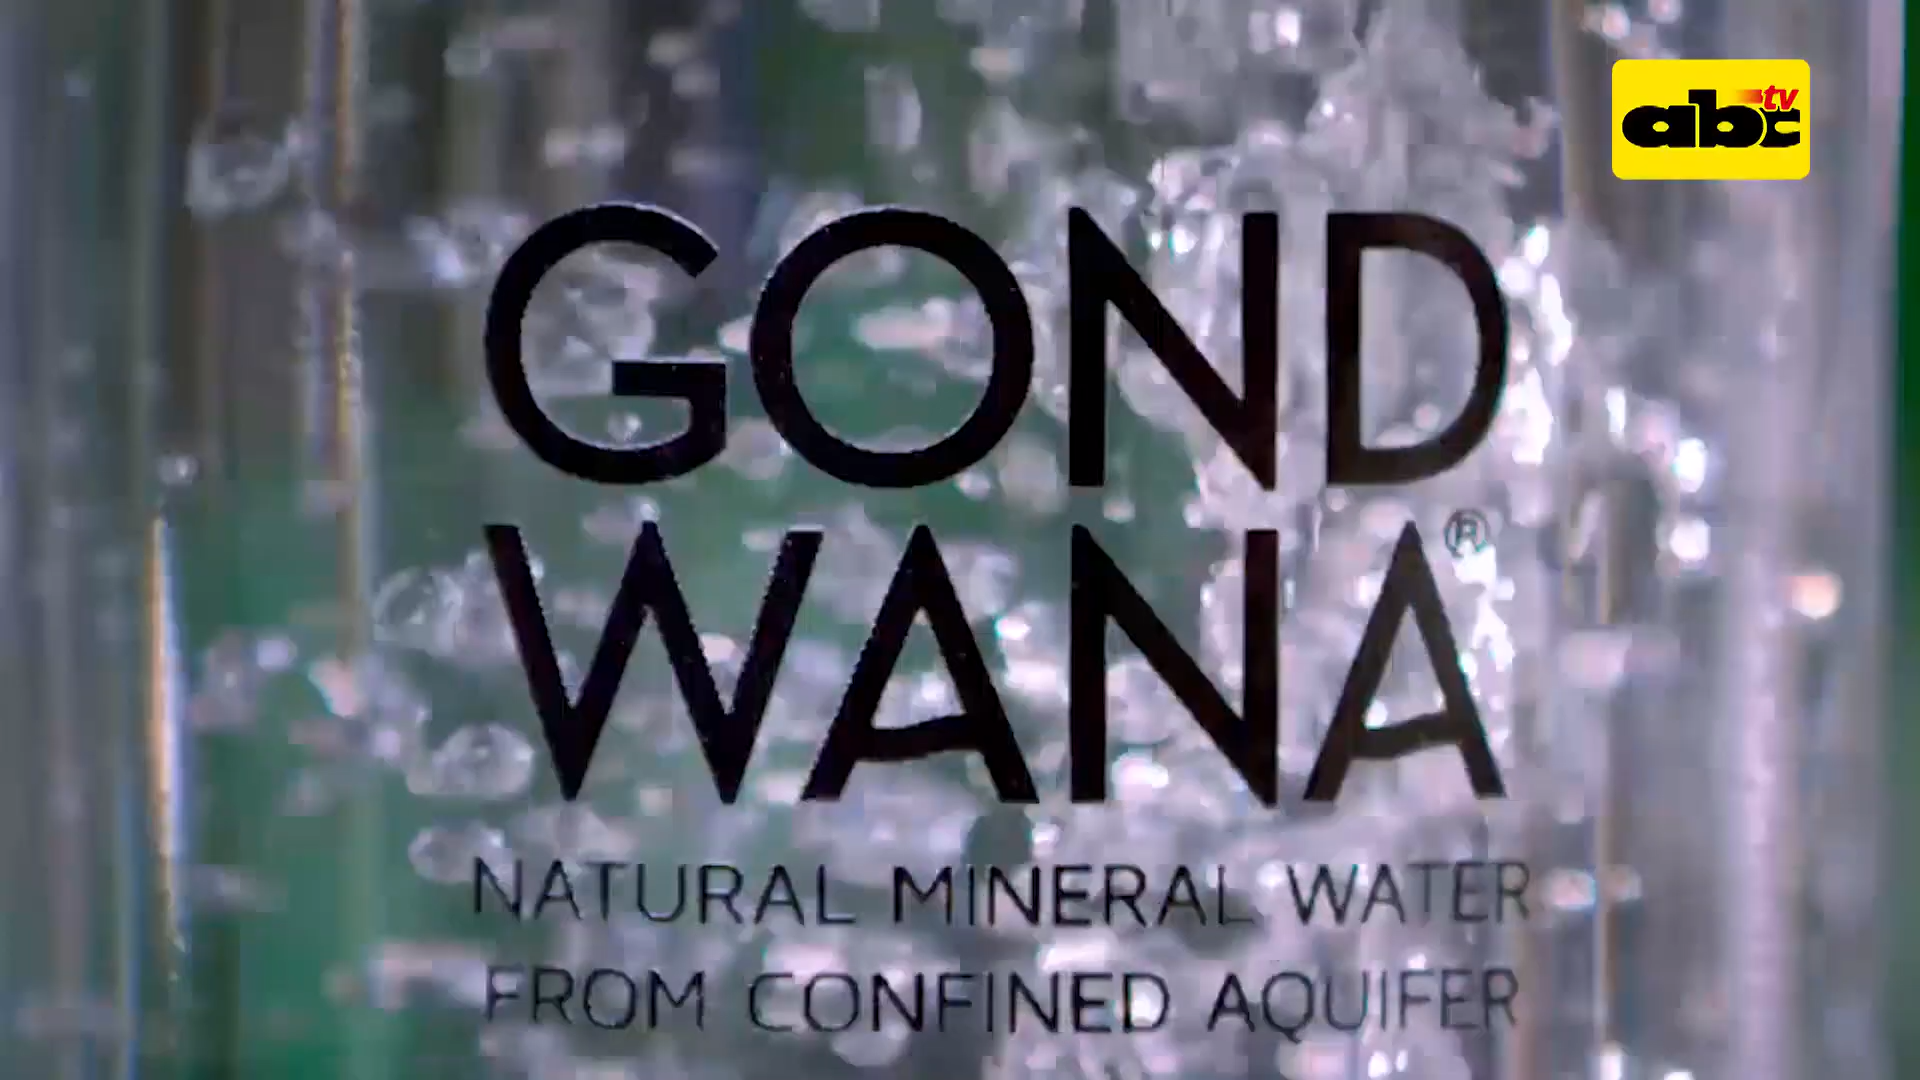 abc tv
GOND
WANA®
NATURAL MINERAL WATER
FROM CONFINED AQUIFER